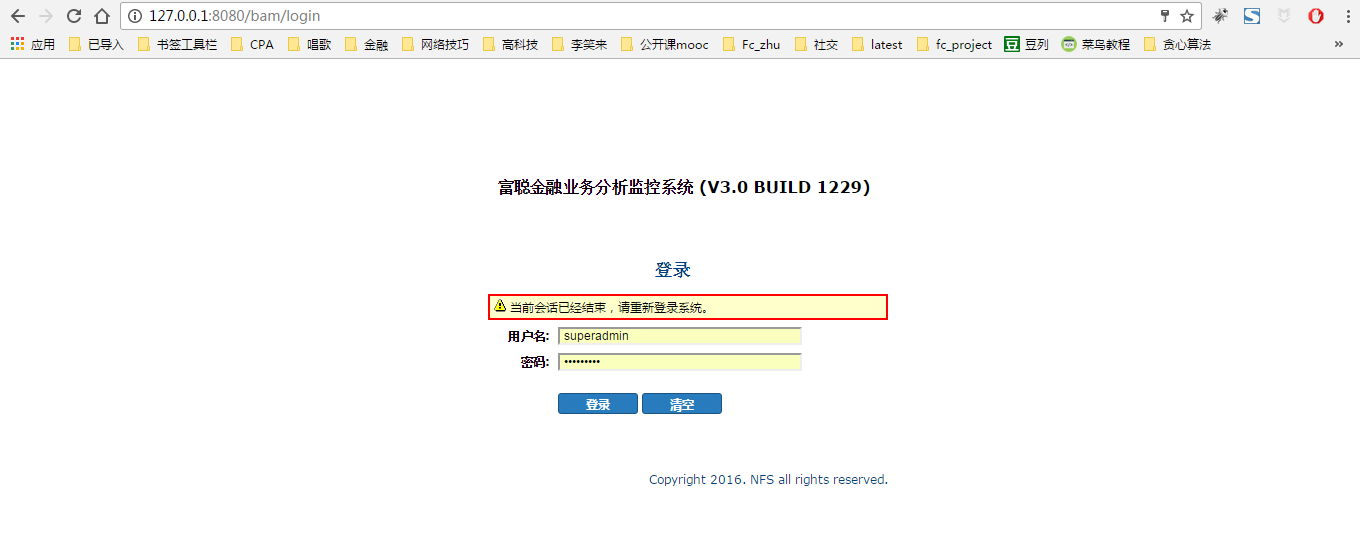 127.0.0.1:8080/bam/login
应用 已导入 书签工具栏 CPA 唱歌 金融 网络技巧 高科技 李笑来 公开课mooc Fc_zhu 社交 latest fc_project 豆列 菜鸟教程 贪心算法 »
富聪金融业务分析监控系统 (V3.0 BUILD 1229)
登录
当前会话已经结束，请重新登录系统。
用户名: superadmin
密码: •••••••••
登录 清空
Copyright 2016. NFS all rights reserved.